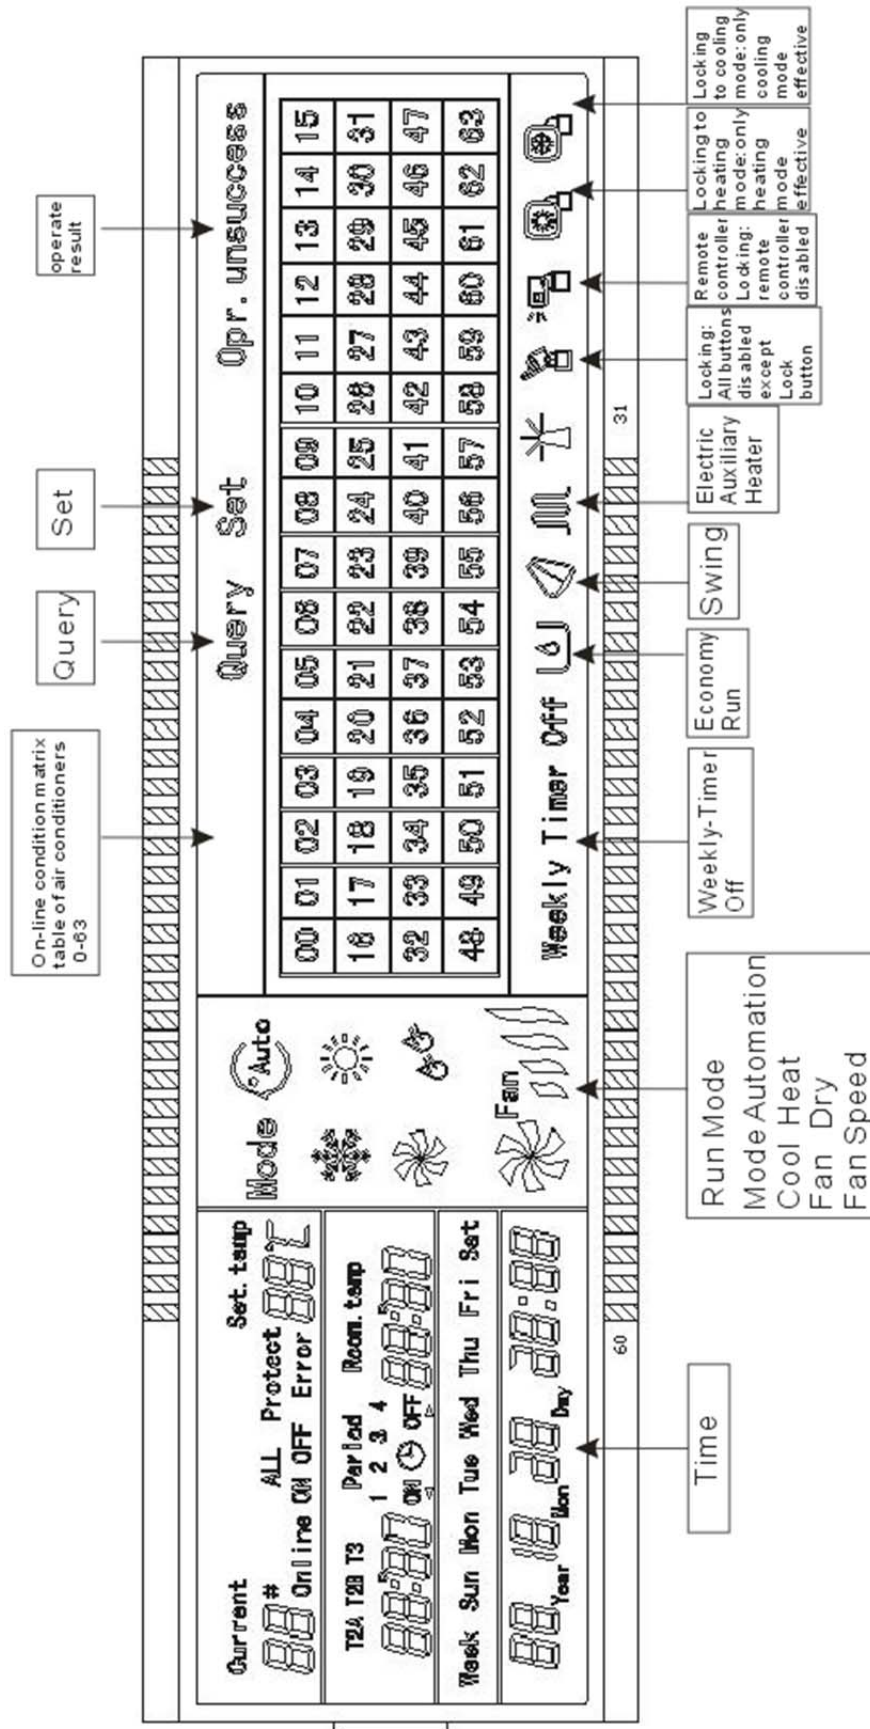 On-line condition matrix
table of air conditioners
0-63
Query
Set
operate
result
Current
# Online ON OFF Error
ALL Protect
Set.temp
88
88℃
T2A T2B T3
Period
Room.temp
1 2 3 4
ON OFF
Week Sun Mon Tue Wed Thu Fri Sat
Year
Mon
Day
Mode
Auto
Fan
Query Set Opr.unsuccess
00 01 02 03 04 05 06 07 08 09 10 11 12 13 14 15
16 17 18 19 20 21 22 23 24 25 26 27 28 29 30 31
32 33 34 35 36 37 38 39 40 41 42 43 44 45 46 47
48 49 50 51 52 53 54 55 56 57 58 59 60 61 62 63
Weekly Timer Off
60
31
Time
Run Mode
Mode Automation
Cool Heat
Fan Dry
Fan Speed
Weekly-Timer
Off
Economy
Run
Swing
Electric
Auxiliary
Heater
Locking:
All buttons
disabled
except
Lock
button
Remote
controller
Locking:
remote
controller
disabled
Locking to
heating
mode:only
heating
mode
effective
Locking
to cooling
mode:only
cooling
mode
effective